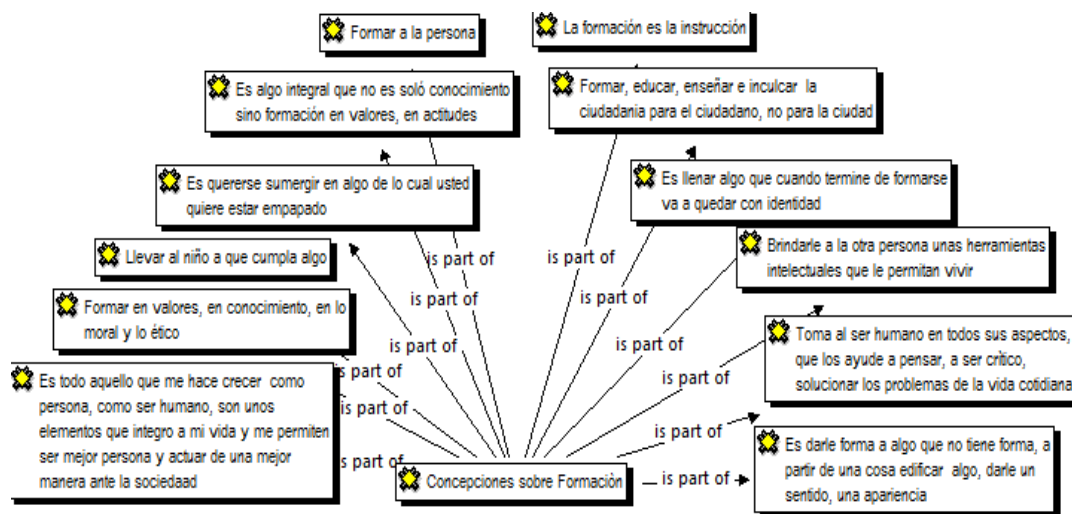 Formar a la persona
La formación es la instrucción
Es algo integral que no es soló conocimiento
sino formación en valores, en actitudes
Formar, educar, enseñar e inculcar la
ciudadania para el ciudadano, no para la ciudad
Es quererse sumergir en algo de lo cual usted
quiere estar empapado
Es llenar algo que cuando termine de formarse
va a quedar con identidad
Llevar al niño a que cumpla algo
Brindarle a la otra persona unas herramientas
intelectuales que le permitan vivir
Formar en valores, en conocimiento, en lo
moral y lo ético
Toma al ser humano en todos sus aspectos,
que los ayude a pensar, a ser crítico,
solucionar los problemas de la vida cotidiana
Es todo aquello que me hace crecer como
persona, como ser humano, son unos
elementos que integro a mi vida y me permiten
ser mejor persona y actuar de una mejor
manera ante la sociedaad
Es darle forma a algo que no tiene forma, a
partir de una cosa edificar algo, darle un
sentido, una apariencia
is part of
is part of
is part of
is part of
is part of
is part of
is part of
is part of
is part of
is part of
is part of
is part of
Concepciones sobre Formación